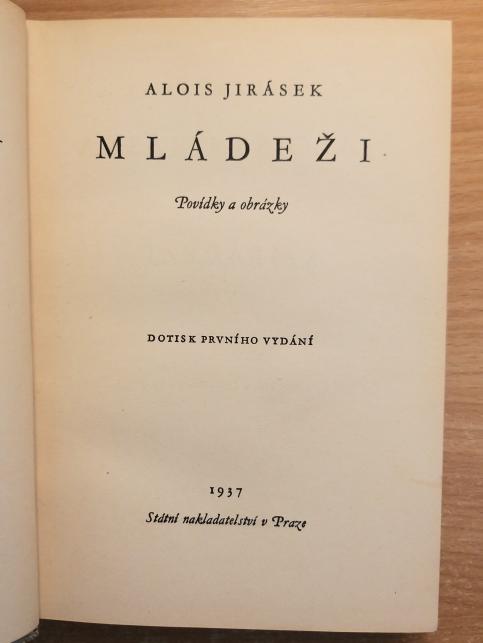 ALOIS JIRÁSEK
MLÁDEŽI
Povídky a obrázky
DOTISK PRVNÍHO VYDÁNÍ
1937
Státní nakladatelství v Praze